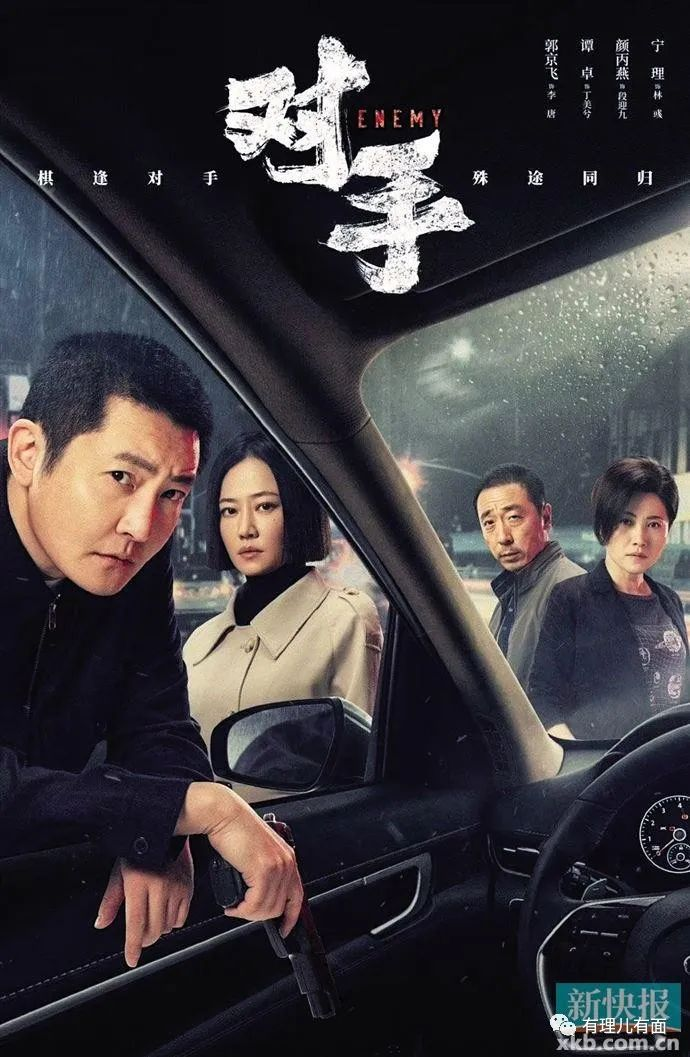 对手
ENEMY
棋逢对手 殊途同归
郭京飞 饰 李唐
谭卓 饰 丁美兮
颜丙燕 饰 段迎九
宁理 饰 林彧
新快报
有理儿有面
xkb.com.cn